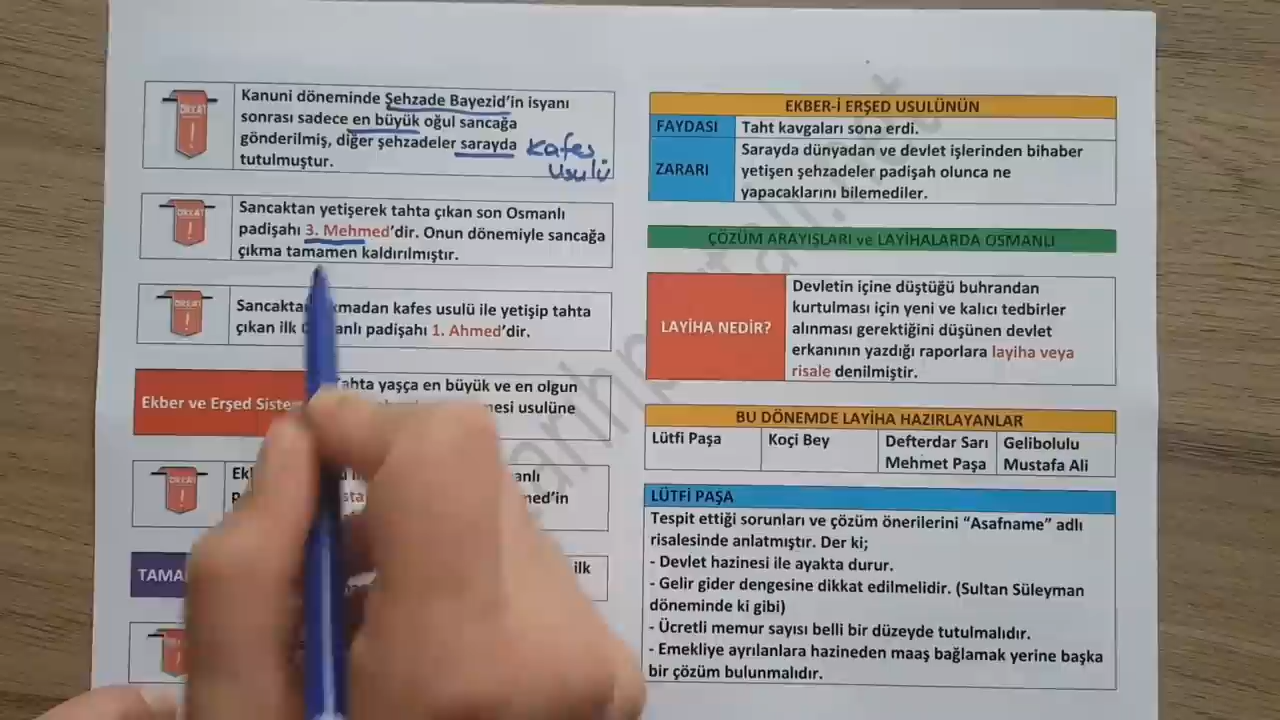 DİKKAT
!
Kanuni döneminde Şehzade Bayezid'in isyanı
sonrası sadece en büyük oğul sancağa
gönderilmiş, diğer şehzadeler sarayda
tutulmuştur.
Kafes
Usulü
DİKKAT
!
Sancaktan yetişerek tahta çıkan son Osmanlı
padişahı 3. Mehmed'dir. Onun dönemiyle sancağa
çıkma tamamen kaldırılmıştır.
DİKKAT
!
kmadan kafes usulü ile yetişip tahta
çıkan ilk padişahı 1. Ahmed'dir.
Ekber ve Erşed
yaşça en büyük ve en olgun
usulüne
DİKKAT
!
ilk
EKBER-İ ERŞED USULÜNÜN
FAYDASI
Taht kavgaları sona erdi.
ZARARI
Sarayda dünyadan ve devlet işlerinden bihaber
yetişen şehzadeler padişah olunca ne
yapacaklarını bilemediler.
ÇÖZÜM ARAYIŞLARI ve LAYİHALARDA OSMANLI
LAYİHA NEDİR?
Devletin içine düştüğü buhrandan
kurtulması için yeni ve kalıcı tedbirler
alınması gerektiğini düşünen devlet
erkanının yazdığı raporlara layiha veya
risale denilmiştir.
BU DÖNEMDE LAYİHA HAZIRLAYANLAR
Lütfi Paşa
Koçi Bey
Defterdar Sarı
Mehmet Paşa
Gelibolulu
Mustafa Ali
LÜTFİ PAŞA
Tespit ettiği sorunları ve çözüm önerilerini “Asafname” adlı
risalesinde anlatmıştır. Der ki;
- Devlet hazinesi ile ayakta durur.
- Gelir gider dengesine dikkat edilmelidir. (Sultan Süleyman
döneminde ki gibi)
- Ücretli memur sayısı belli bir düzeyde tutulmalıdır.
- Emekliye ayrılanlara hazineden maaş bağlamak yerine başka
bir çözüm bulunmalıdır.